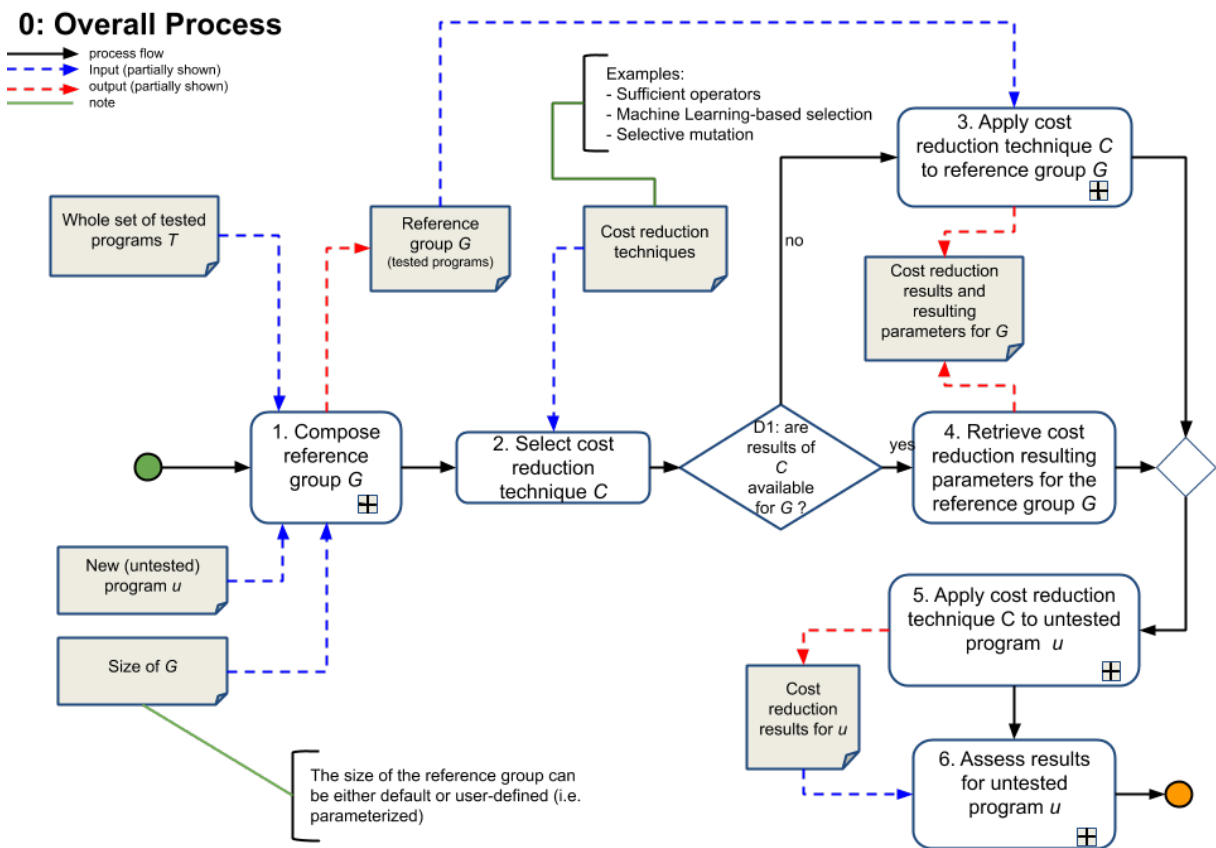 0: Overall Process
process flow
Input (partially shown)
output (partially shown)
note
Examples:
- Sufficient operators
- Machine Learning-based selection
- Selective mutation
3. Apply cost
reduction technique C
to reference group G
Whole set of tested
programs T
Reference
group G
(tested programs)
Cost reduction
techniques
no
Cost reduction
results and
resulting
parameters for G
1. Compose
reference
group G
2. Select cost
reduction
technique C
D1: are
results of
C
available
for G ?
yes
4. Retrieve cost
reduction resulting
parameters for the
reference group G
New (untested)
program u
Size of G
5. Apply cost reduction
technique C to untested
program u
Cost
reduction
results for u
6. Assess results
for untested
program u
The size of the reference group can
be either default or user-defined (i.e.
parameterized)